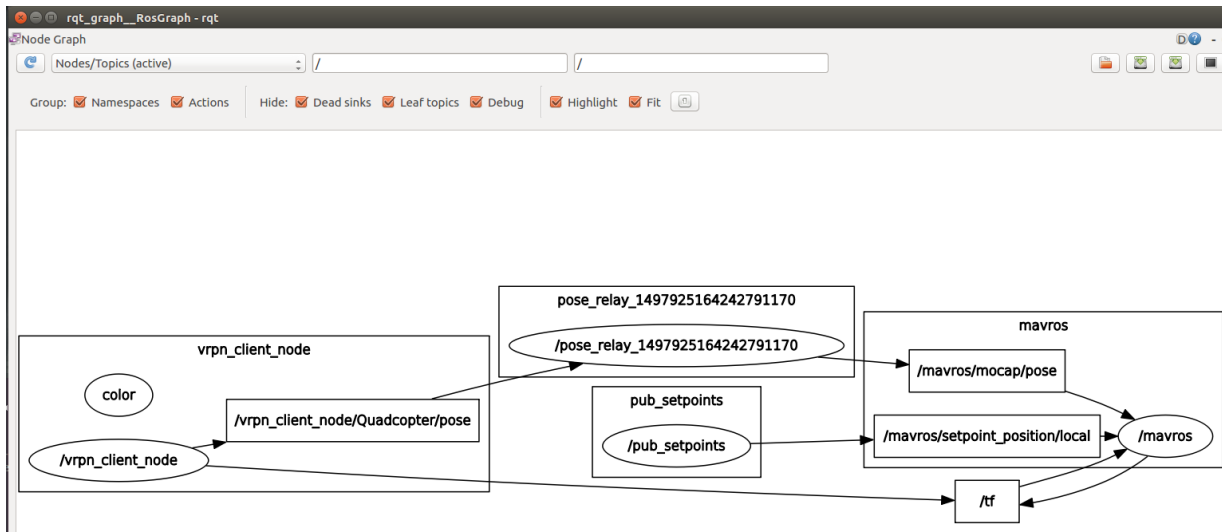 rqt_graph__RosGraph - rqt
Node Graph
D
-
Nodes/Topics (active)
/
/
Group: Namespaces Actions Hide: Dead sinks Leaf topics Debug Highlight Fit
pose_relay_1497925164242791170
/pose_relay_1497925164242791170
mavros
/mavros/mocap/pose
vrpn_client_node
color
/vrpn_client_node/Quadcopter/pose
/vrpn_client_node
pub_setpoints
/pub_setpoints
/mavros/setpoint_position/local
/mavros
/tf